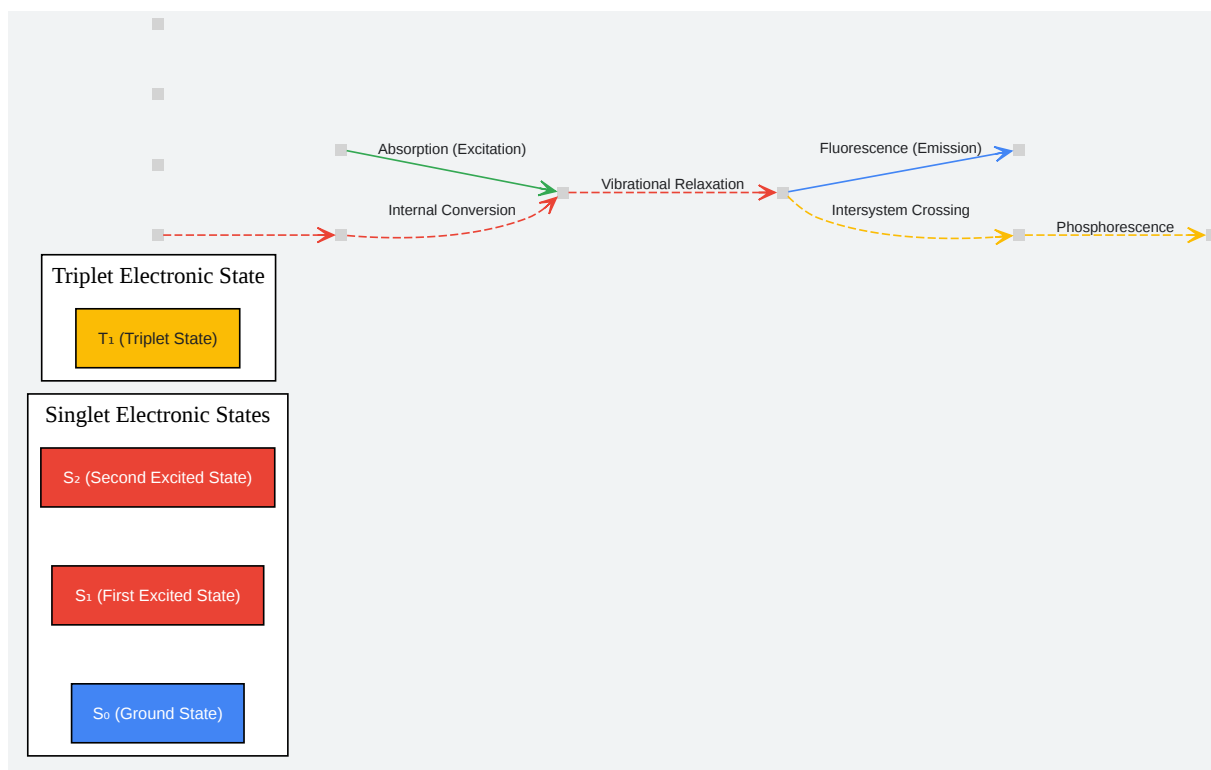 Absorption (Excitation)
Fluorescence (Emission)
Vibrational Relaxation
Internal Conversion
Intersystem Crossing
Phosphorescence
Triplet Electronic State
T₁ (Triplet State)
Singlet Electronic States
S₂ (Second Excited State)
S₁ (First Excited State)
S₀ (Ground State)